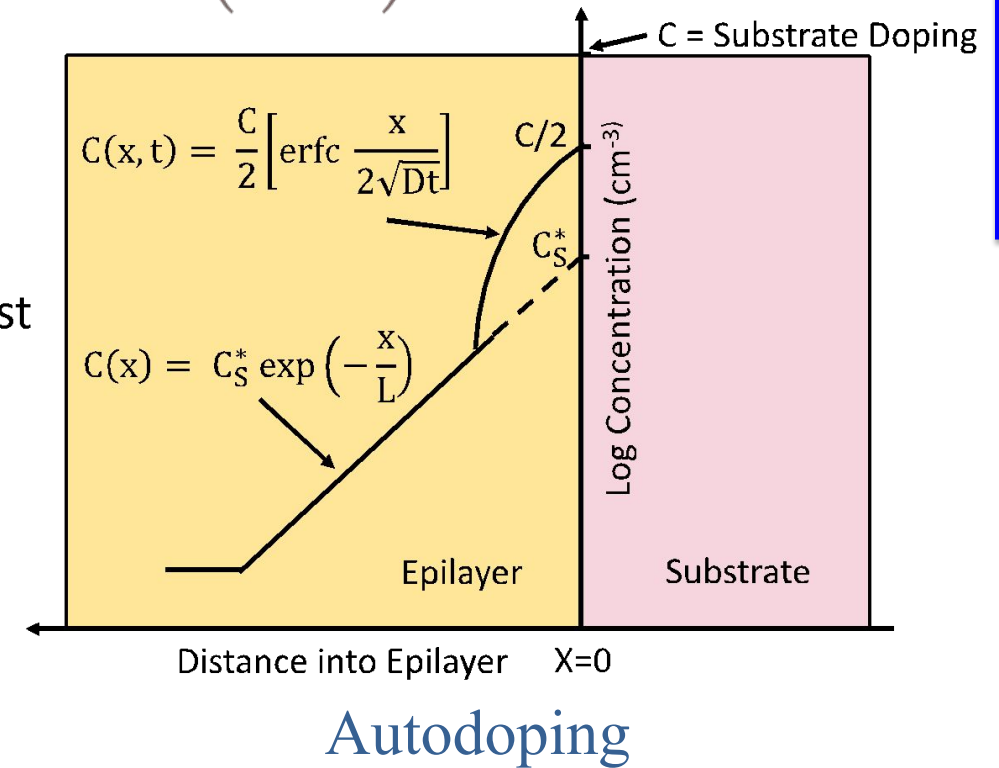 C = Substrate Doping
C(x, t) = C/2 [erfc x/2√Dt]
C/2
C*S
Log Concentration (cm-3)
st
C(x) = C*S exp (−x/L)
Epilayer
Substrate
Distance into Epilayer
X=0
Autodoping